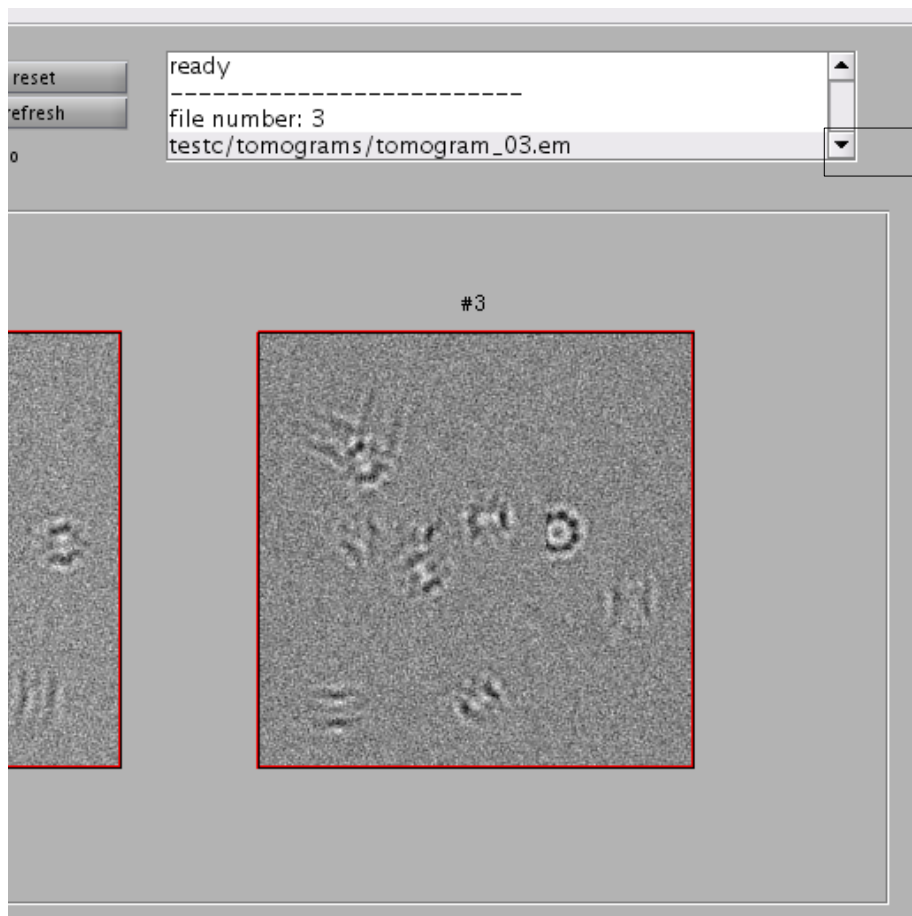 reset
refresh
ready
--------------------------
file number: 3
testc/tomograms/tomogram_03.em
#3